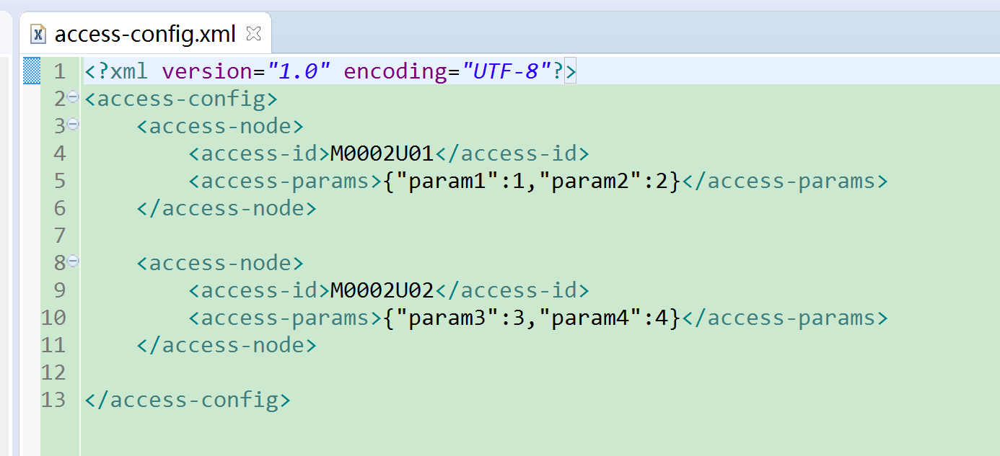 access-config.xml
1 <?xml version="1.0" encoding="UTF-8"?>
2 <access-config>
3     <access-node>
4         <access-id>M0002U01</access-id>
5         <access-params>{"param1":1,"param2":2}</access-params>
6     </access-node>
7
8     <access-node>
9         <access-id>M0002U02</access-id>
10         <access-params>{"param3":3,"param4":4}</access-params>
11     </access-node>
12
13 </access-config>